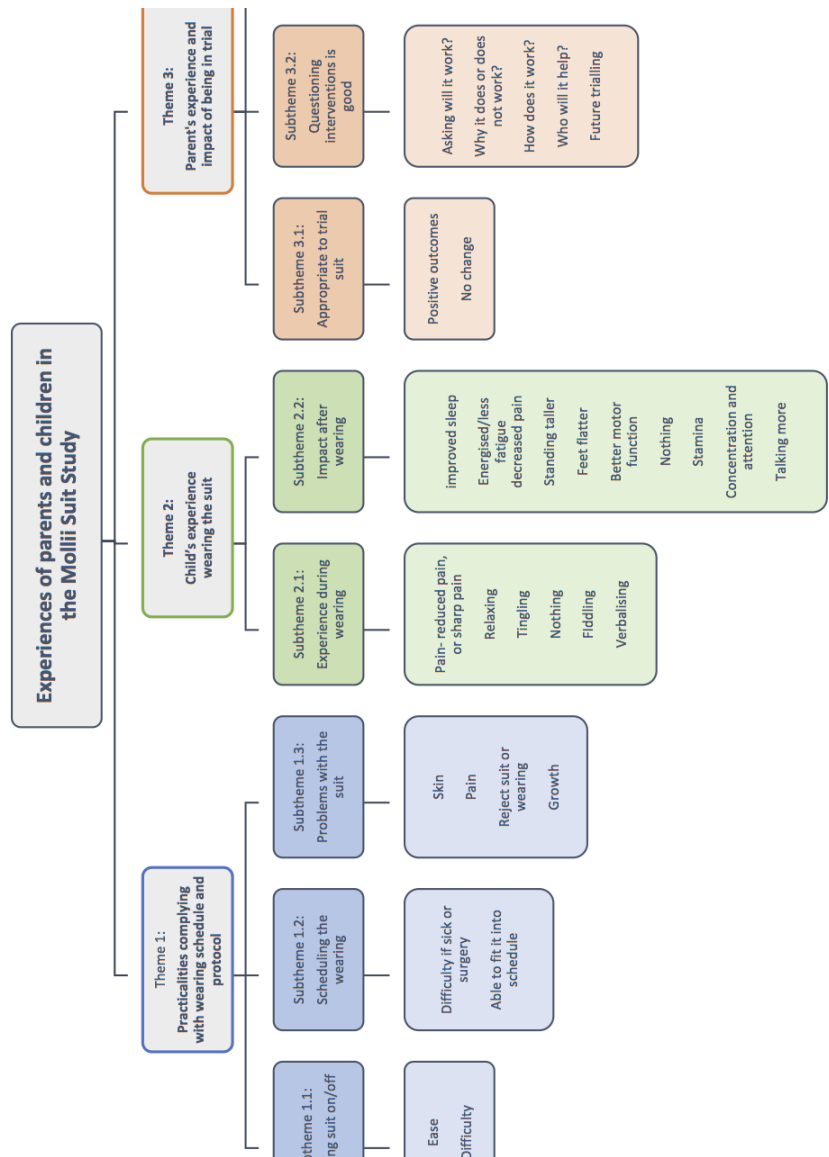 Experiences of parents and children in
the Mollii Suit Study
Theme 1:
Practicalities complying
with wearing schedule and
protocol
1.1:
suit on/off
Ease
Difficulty
Subtheme 1.2:
Scheduling the
wearing
Difficulty if sick or
surgery
Able to fit it into
schedule
Subtheme 1.3:
Problems with the
suit
Skin
Pain
Reject suit or
wearing
Growth
Theme 2:
Child's experience
wearing the suit
Subtheme 2.1:
Experience during
wearing
Pain- reduced pain,
or sharp pain
Relaxing
Tingling
Nothing
Fiddling
Verbalising
Subtheme 2.2:
Impact after
wearing
improved sleep
Energised/less
fatigue
decreased pain
Standing taller
Feet flatter
Better motor
function
Nothing
Stamina
Concentration and
attention
Talking more
Theme 3:
Parent's experience and
impact of being in trial
Subtheme 3.1:
Appropriate to trial
suit
Positive outcomes
No change
Subtheme 3.2:
Questioning
interventions is
good
Asking will it work?
Why it does or does
not work?
How does it work?
Who will it help?
Future trialling